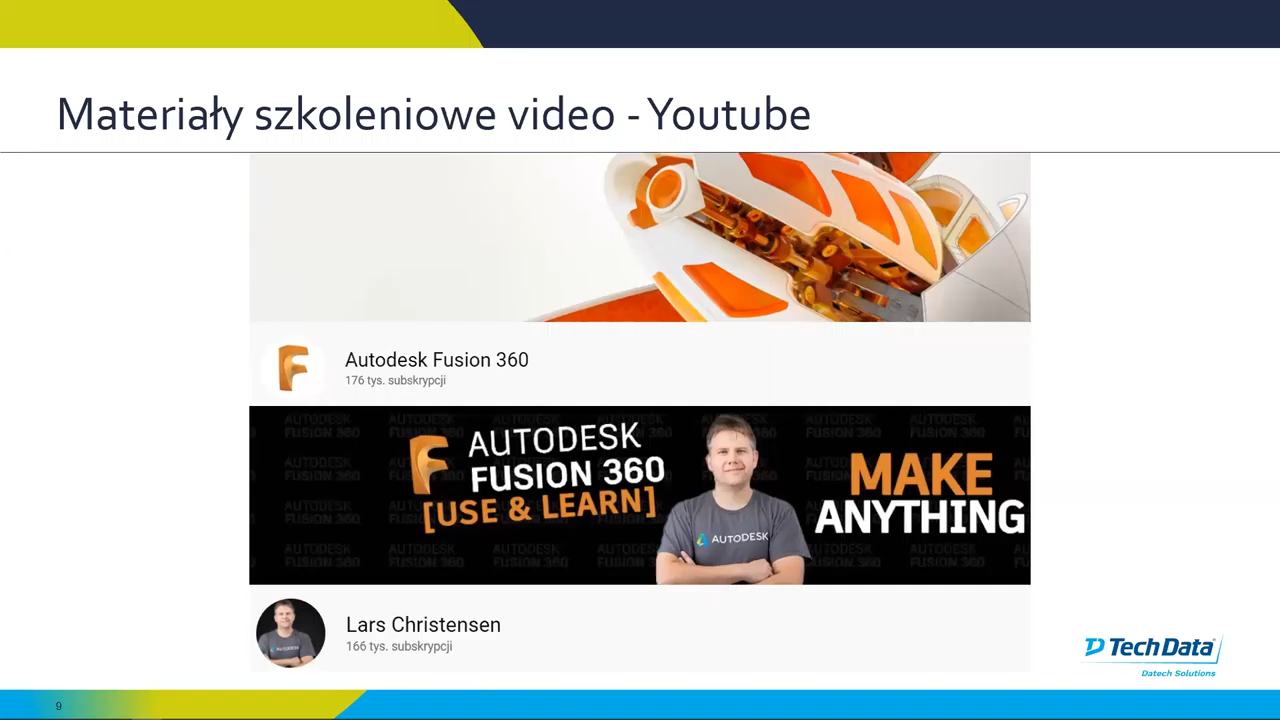 Materiały szkoleniowe video - Youtube
Autodesk Fusion 360
176 tys. subskrypcji
AUTODESK
FUSION 360
[USE & LEARN]
MAKE
ANYTHING
AUTODESK
Lars Christensen
166 tys. subskrypcji
Tech Data
Datech Solutions
9